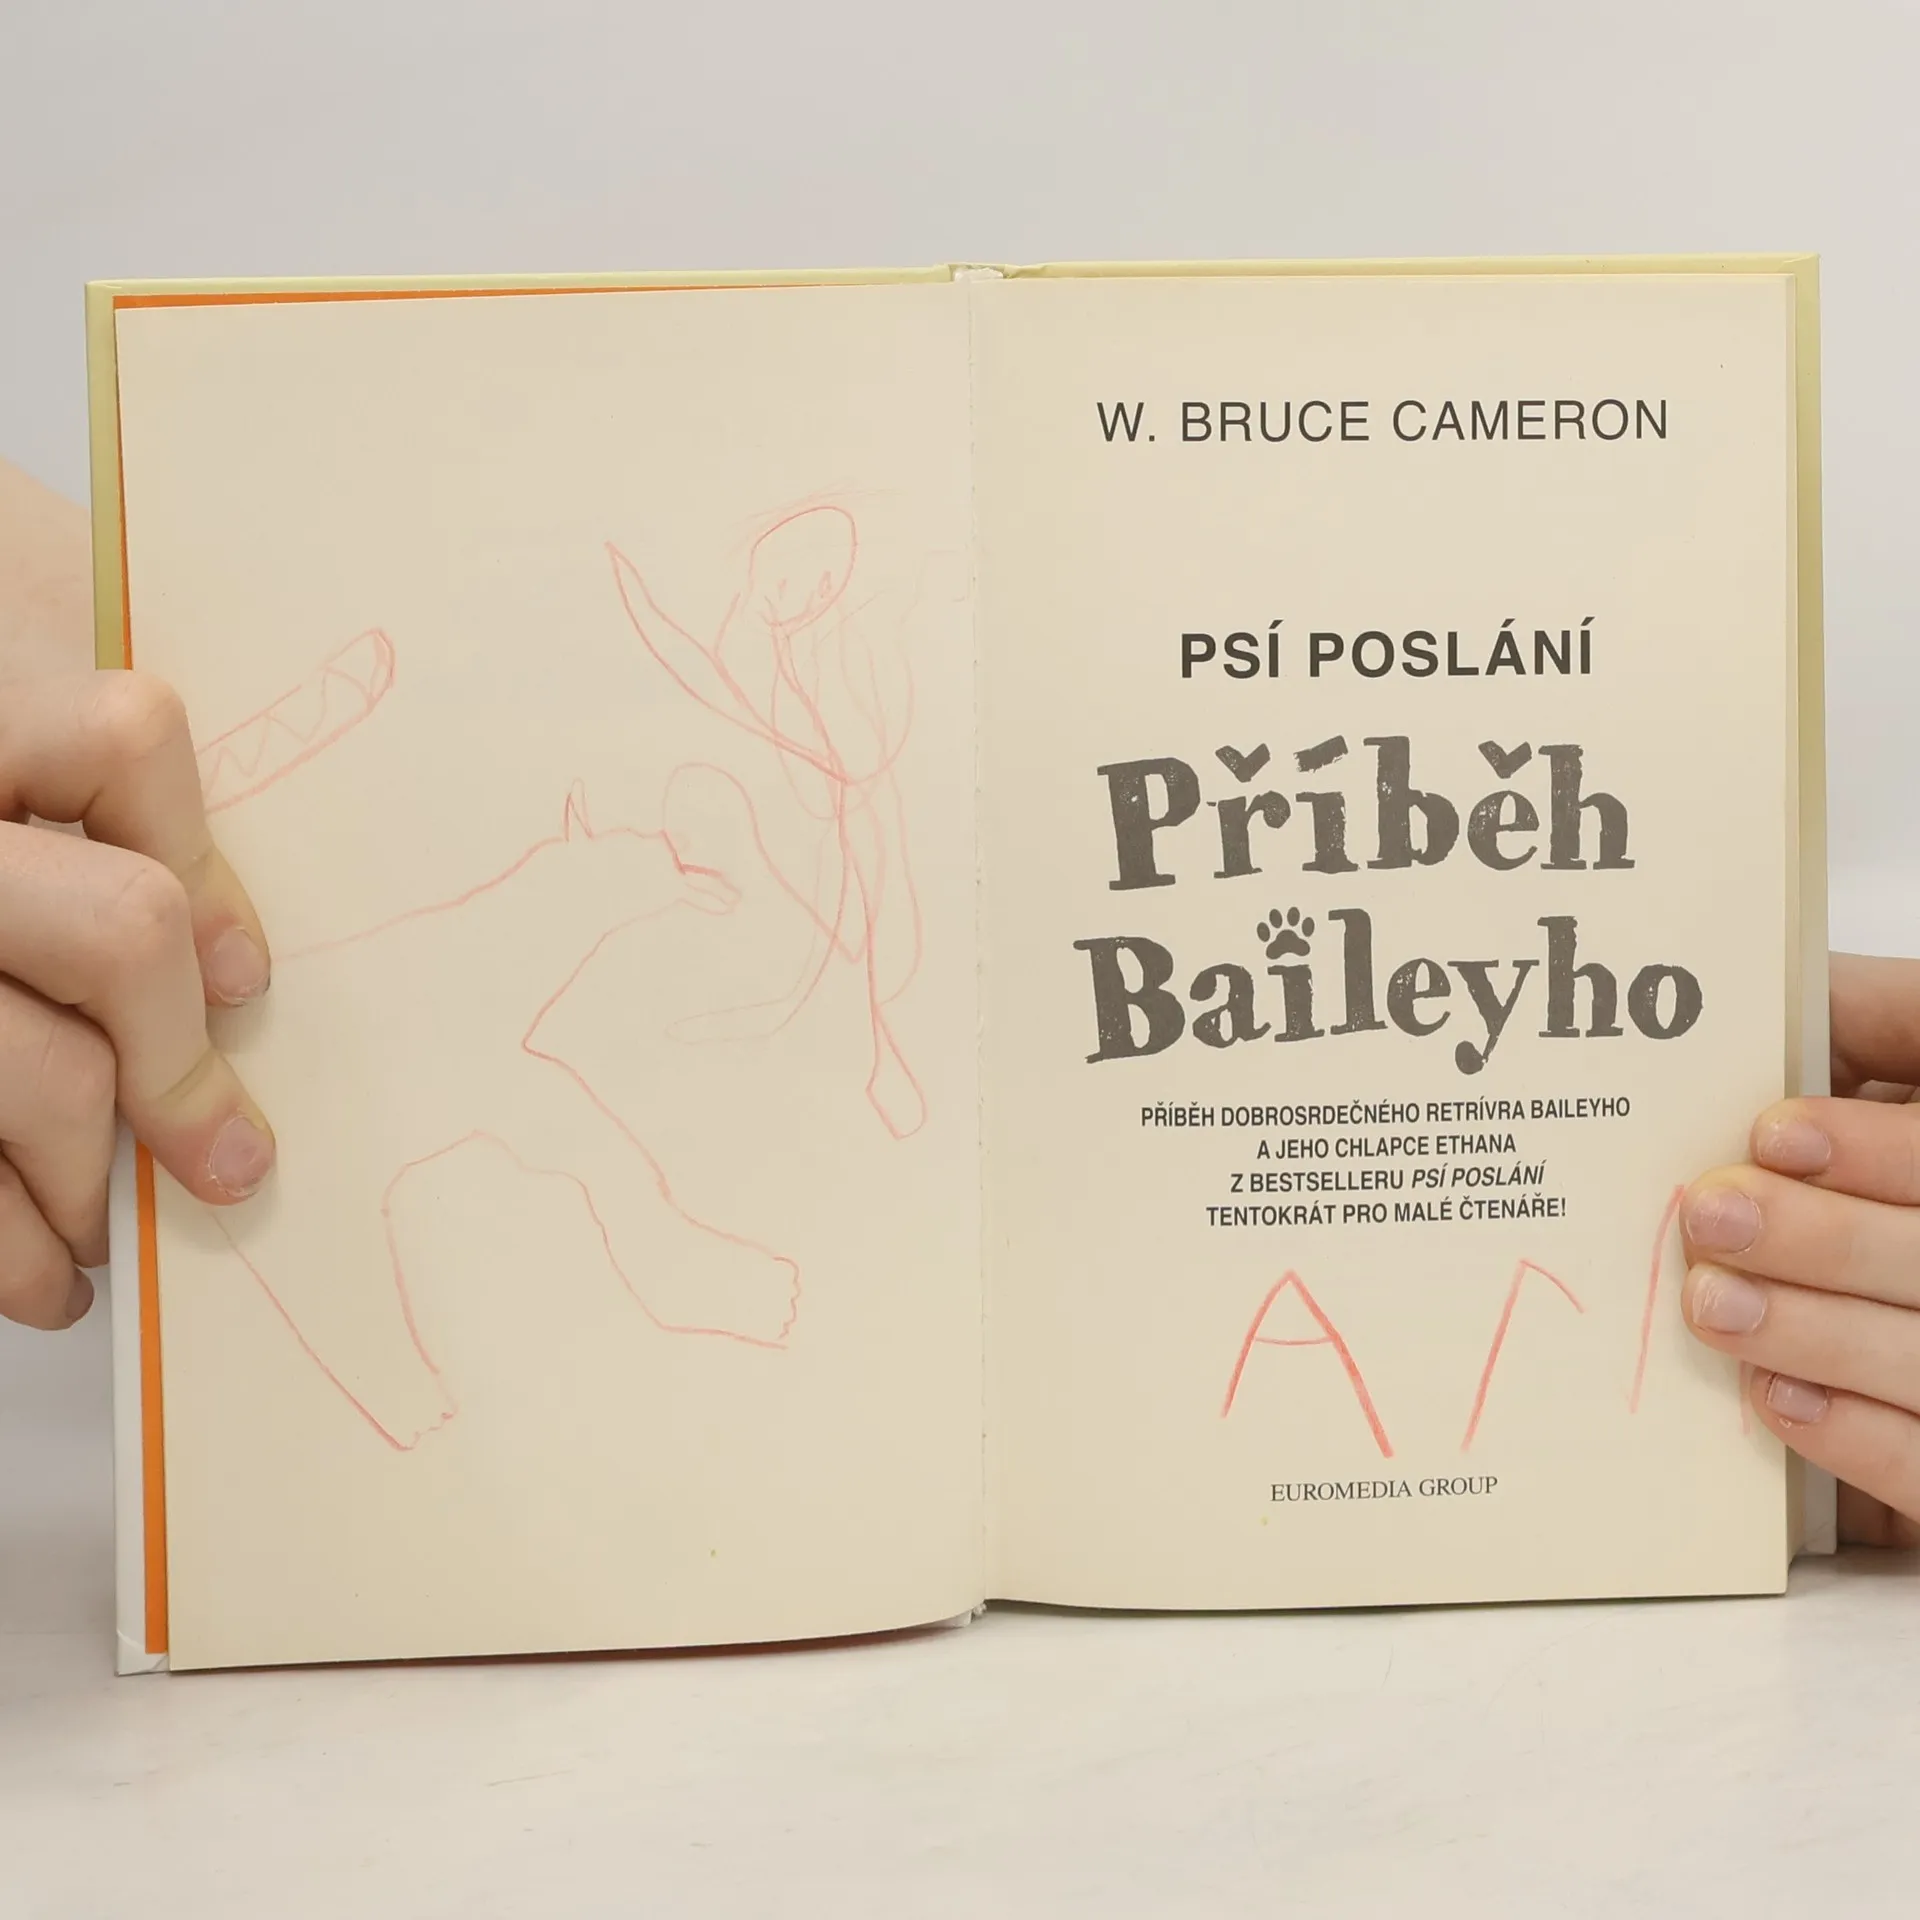 W. BRUCE CAMERON
PSÍ POSLÁNÍ
Příběh
Baileyho
PŘÍBĚH DOBROSRDEČNÉHO RETRÍVRA BAILEYHO
A JEHO CHLAPCE ETHANA
Z BESTSELLERU PSÍ POSLÁNÍ
TENTOKRÁT PRO MALÉ ČTENÁŘE!
EUROMEDIA GROUP